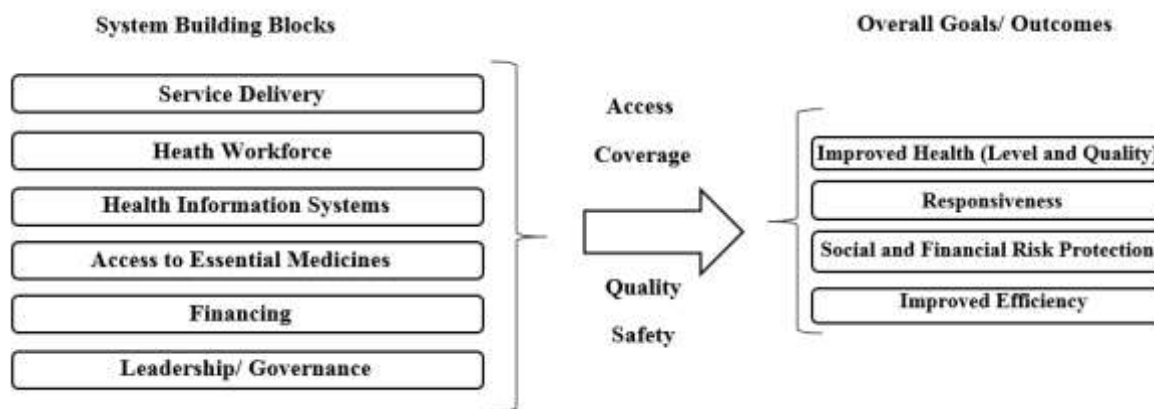 System Building Blocks
Service Delivery
Heath Workforce
Health Information Systems
Access to Essential Medicines
Financing
Leadership/ Governance
Access
Coverage
Quality
Safety
Overall Goals/ Outcomes
Improved Health (Level and Quality)
Responsiveness
Social and Financial Risk Protection
Improved Efficiency